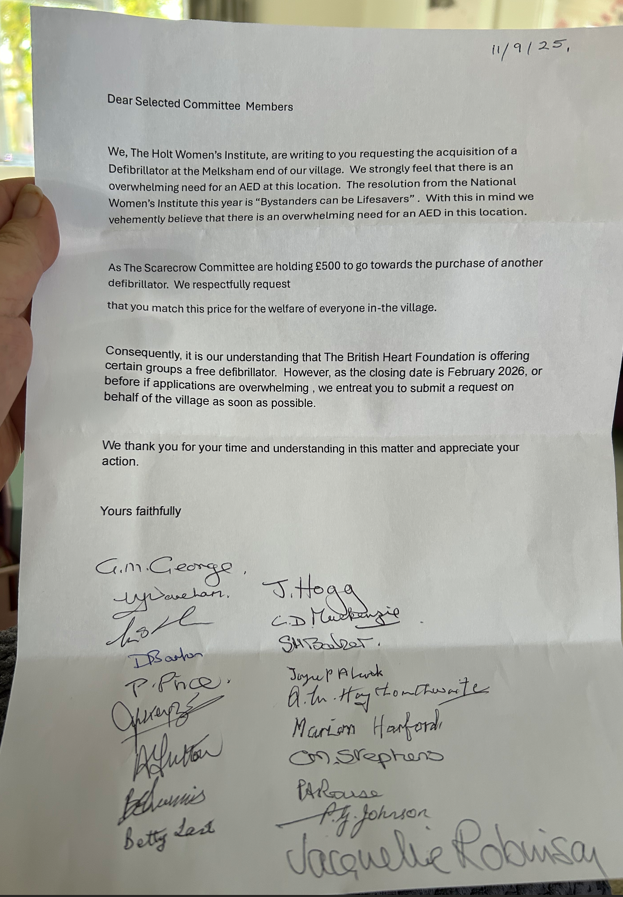 11/9/25,
Dear Selected Committee Members
We, The Holt Women's Institute, are writing to you requesting the acquisition of a
Defibrillator at the Melksham end of our village. We strongly feel that there is an
overwhelming need for an AED at this location. The resolution from the National
Women's Institute this year is "Bystanders can be Lifesavers" . With this in mind we
vehemently believe that there is an overwhelming need for an AED in this location.
As The Scarecrow Committee are holding £500 to go towards the purchase of another
defibrillator. We respectfully request
that you match this price for the welfare of everyone in-the village.
Consequently, it is our understanding that The British Heart Foundation is offering
certain groups a free defibrillator. However, as the closing date is February 2026, or
before if applications are overwhelming , we entreat you to submit a request on
behalf of the village as soon as possible.
We thank you for your time and understanding in this matter and appreciate your
action.
Yours faithfully
G.M. George.
J. Hogg
C.D. Mackenzie
P. Price.
Marion Harford
C.M. Stephens
P.A Rouse
Johnson
Betty Last
Jacquelie Robinson